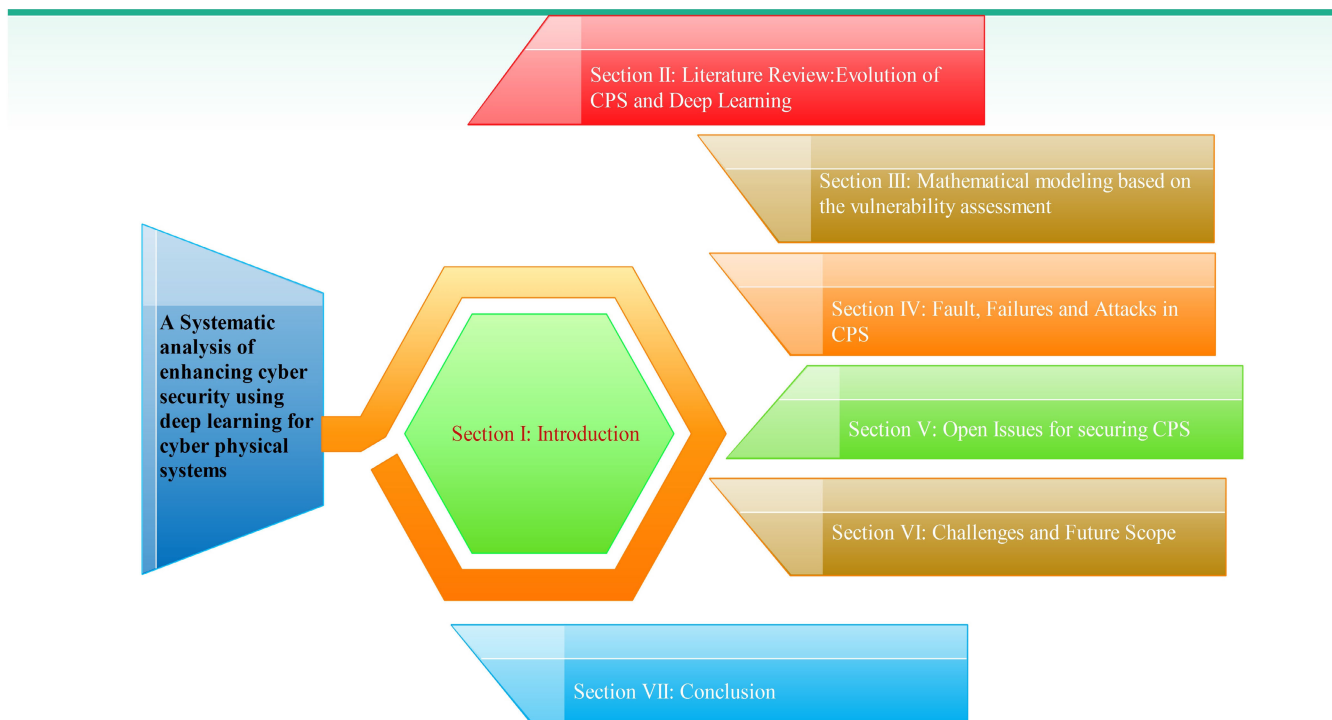 Section II: Literature Review:Evolution of
CPS and Deep Learning
Section III: Mathematical modeling based on
the vulnerability assessment
A Systematic
analysis of
enhancing cyber
security using
deep learning for
cyber physical
systems
Section I: Introduction
Section IV: Fault, Failures and Attacks in
CPS
Section V: Open Issues for securing CPS
Section VI: Challenges and Future Scope
Section VII: Conclusion